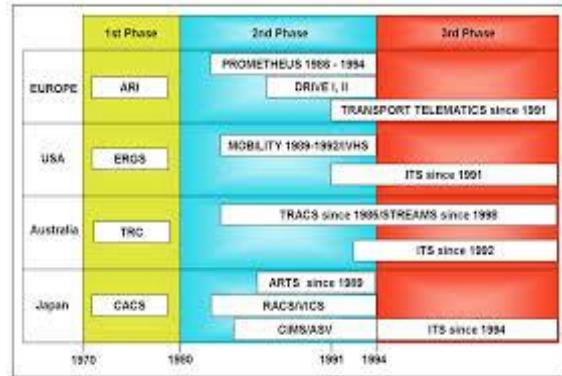 1st Phase 2nd Phase 3rd Phase
PROMETHEUS 1986 - 1994
EUROPE ARI DRIVE I, II
TRANSPORT TELEMATICS since 1991
MOBILITY 1989-1992/IVHS
USA ERGS
ITS since 1991
TRACS since 1985/STREAMS since 1998
Australia TRC
ITS since 1992
ARTS since 1989
Japan CACS RACS/VICS
CIMS/ASV ITS since 1994
1970 1980 1991 1994